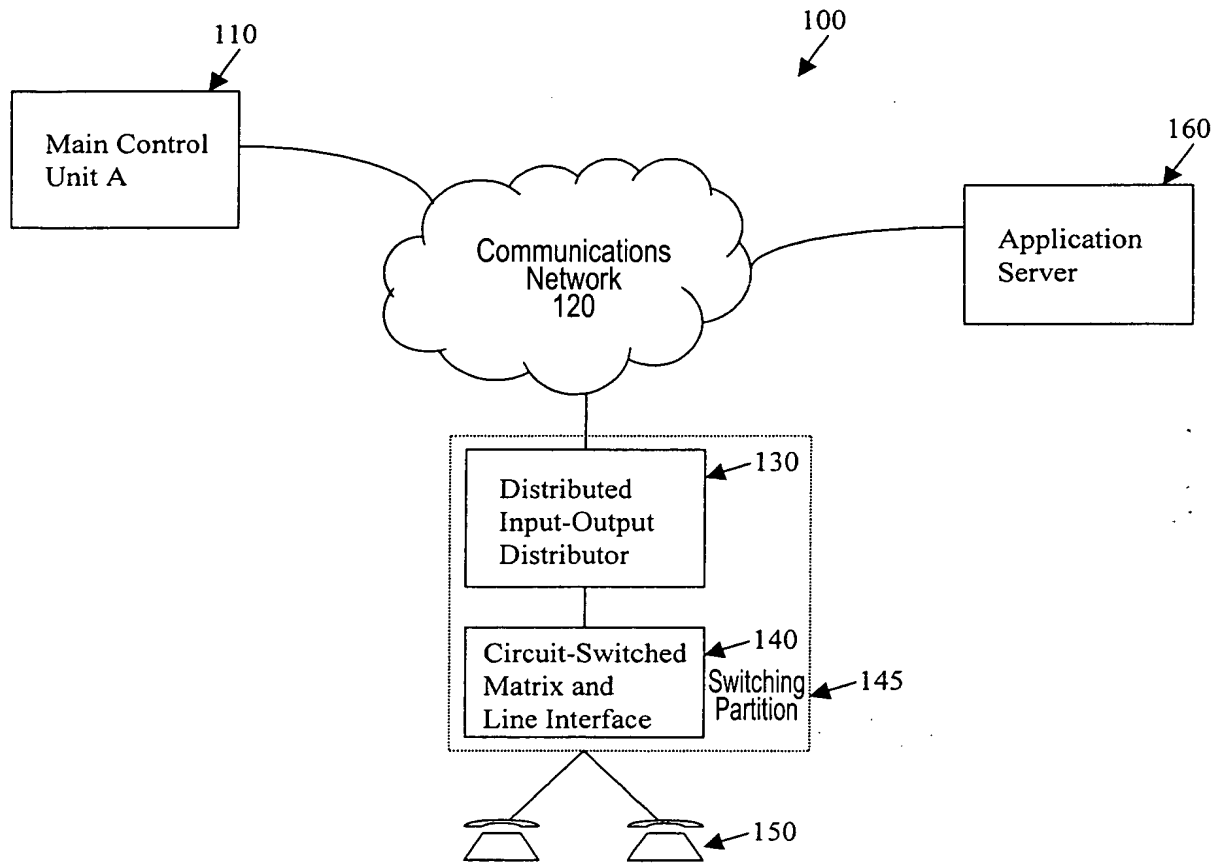 110
100
Main Control
Unit A
160
Communications
Network
120
Application
Server
130
Distributed
Input-Output
Distributor
140
Circuit-Switched
Matrix and
Line Interface
Switching
Partition
145
150